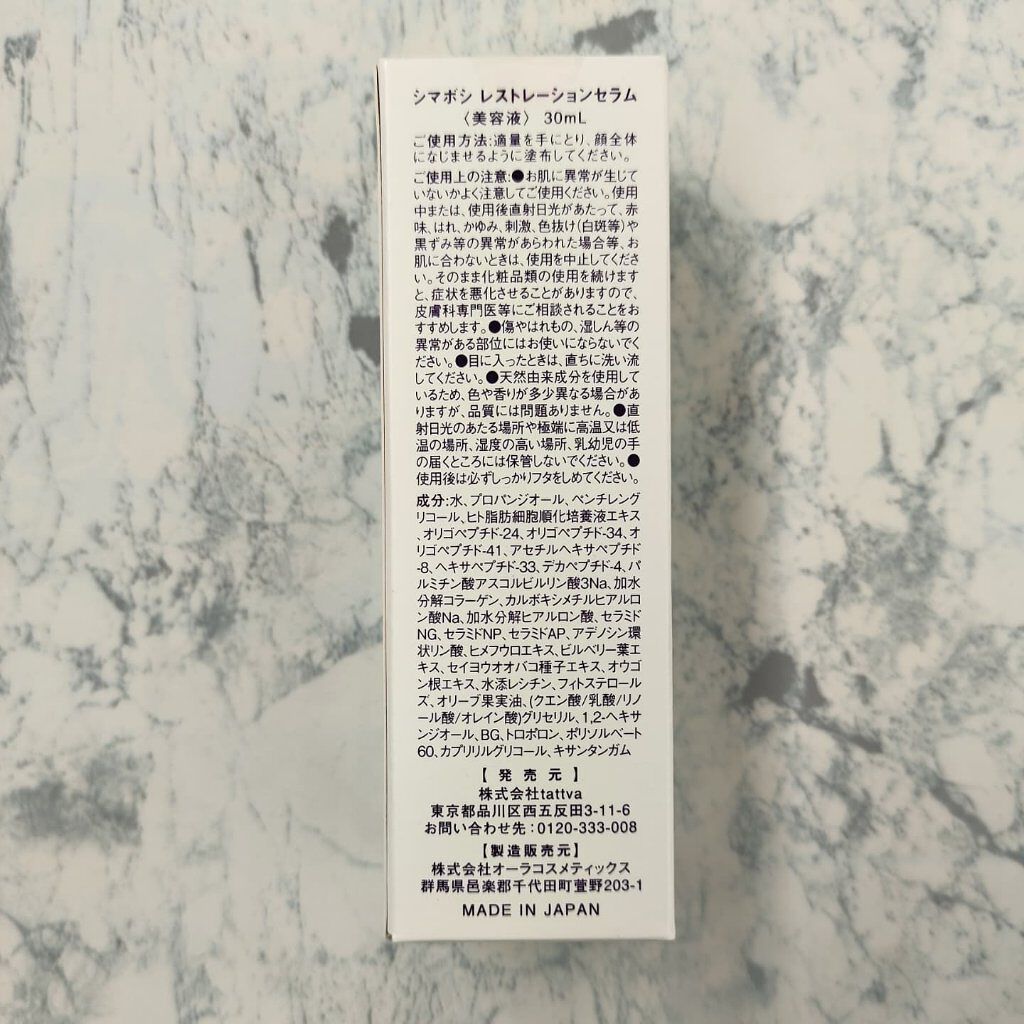 シマボシ レストレーションセラム
〈美容液〉 30mL
ご使用方法:適量を手にとり、顔全体
になじませるように塗布してください。
ご使用上の注意:●お肌に異常が生じて
いないかよく注意してご使用ください。使用
中または、使用後直射日光があたって、赤
味、はれ、かゆみ、刺激、色抜け(白斑等)や
黒ずみ等の異常があらわれた場合等、お
肌に合わないときは、使用を中止してくださ
い。そのまま化粧品類の使用を続けます
と、症状を悪化させることがありますので、
皮膚科専門医等にご相談されることをお
すすめします。●傷やはれもの、湿しん等の
異常がある部位にはお使いにならないでく
ださい。●目に入ったときは、直ちに洗い流
してください。●天然由来成分を使用して
いるため、色や香りが多少異なる場合があ
りますが、品質には問題ありません。●直
射日光のあたる場所や極端に高温又は低
温の場所、湿度の高い場所、乳幼児の手
の届くところには保管しないでください。●
使用後は必ずしっかりフタをしめてください。
成分:水、プロパンジオール、ペンチレング
リコール、ヒト脂肪細胞順化培養液エキス
、オリゴペプチド-24、オリゴペプチド-34、オ
リゴペプチド-41、アセチルヘキサペプチド
-8、ヘキサペプチド-33、デカペプチド-4、パ
ルミチン酸アスコルビルリン酸3Na、加水
分解コラーゲン、カルボキシメチルヒアルロ
ン酸Na、加水分解ヒアルロン酸、セラミド
NG、セラミドNP、セラミドAP、アデノシン環
状リン酸、ヒメフウロエキス、ビルベリー葉エ
キス、セイヨウオオバコ種子エキス、オウゴ
ン根エキス、水添レシチン、フィトステロール
ズ、オリーブ果実油、(クエン酸/乳酸/リノ
ール酸/オレイン酸)グリセリル、1,2-ヘキサ
ンジオール、BG、トロポロン、ポリソルベート
60、カプリリルグリコール、キサンタンガム
【発売元】
株式会社tattva
東京都品川区西五反田3-11-6
お問い合わせ先：0120-333-008
【製造販売元】
株式会社オーラコスメティックス
群馬県邑楽郡千代田町萱野203-1
MADE IN JAPAN